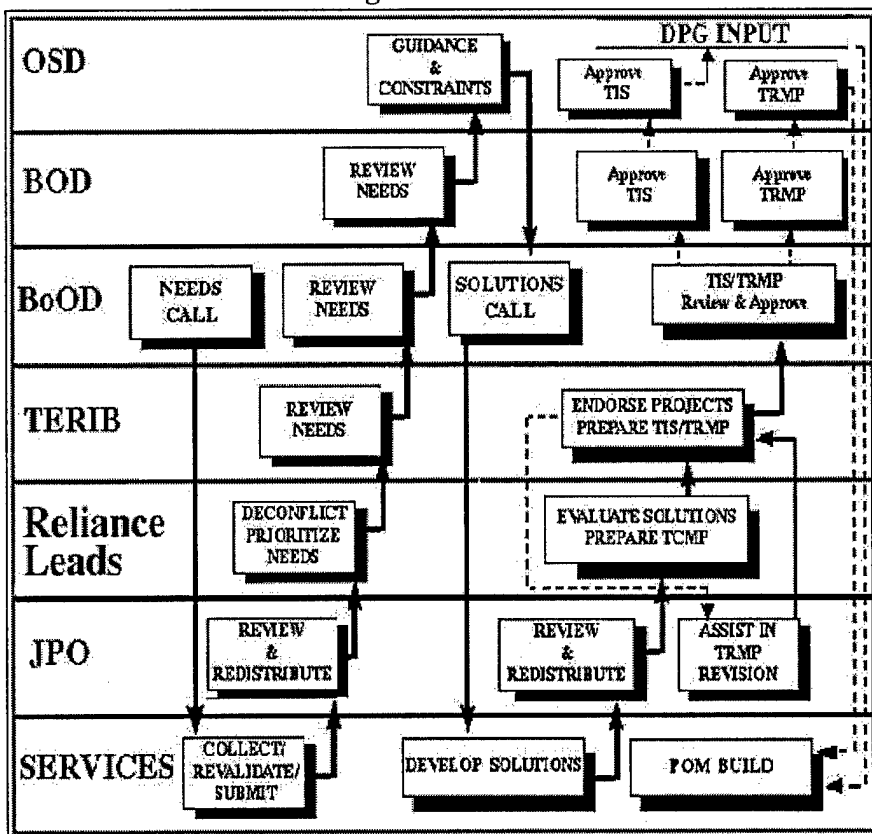 OSD
GUIDANCE
&
CONSTRAINTS
DPG INPUT
Approve
TIS
Approve
TRMP
BOD
REVIEW
NEEDS
Approve
TIS
Approve
TRMP
BoOD
NEEDS
CALL
REVIEW
NEEDS
SOLUTIONS
CALL
TIS/TRMP
Review & Approve
TERIB
REVIEW
NEEDS
ENDORSE PROJECTS
PREPARE TIS/TRMP
Reliance
Leads
DECONFLICT
PRIORITIZE
NEEDS
EVALUATE SOLUTIONS
PREPARE TCMP
JPO
REVIEW
&
REDISTRIBUTE
REVIEW
&
REDISTRIBUTE
ASSIST IN
TRMP
REVISION
SERVICES
COLLECT/
REVALIDATE/
SUBMIT
DEVELOP SOLUTIONS
POM BUILD